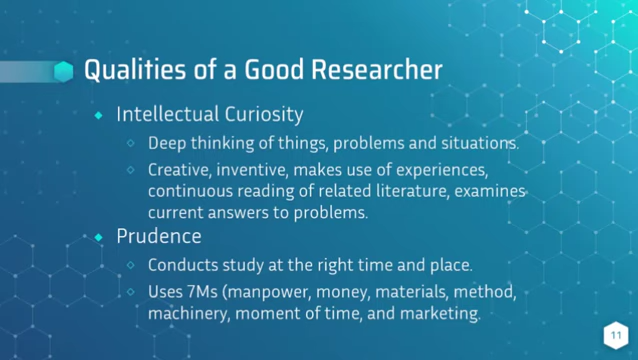 Qualities of a Good Researcher
Intellectual Curiosity
Deep thinking of things, problems and situations.
Creative, inventive, makes use of experiences,
continuous reading of related literature, examines
current answers to problems.
Prudence
Conducts study at the right time and place.
Uses 7Ms (manpower, money, materials, method,
machinery, moment of time, and marketing.
11